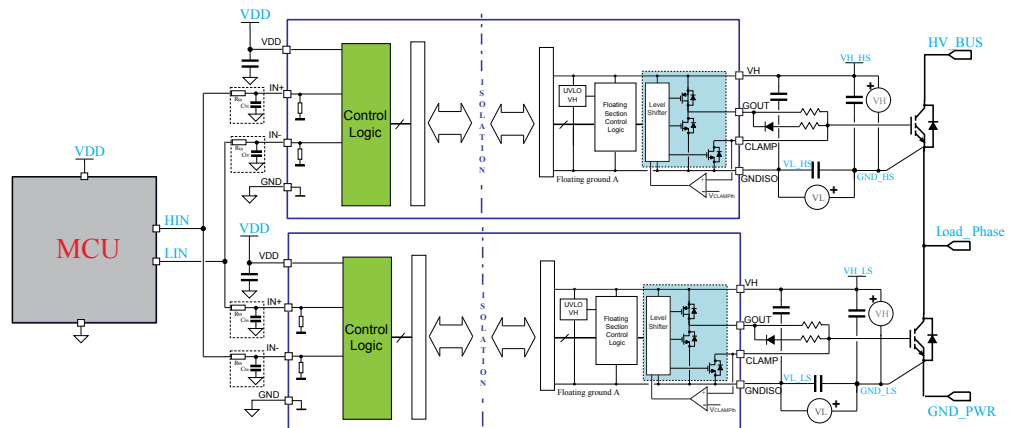 VDD
VDD
IN+
Rfilt
Cfilt
IN-
GND
Control
Logic
ISOLATION
UVLO
VH
Floating
Section
Control
Logic
Level
Shifter
Floating ground A
VCLAMPth
VH
GOUT
CLAMP
GNDISO
VH_HS
VH
VL_HS
VL
GND_HS
HV_BUS
VDD
MCU
HIN
LIN
Load_Phase
VDD
VDD
IN+
IN-
GND
Control
Logic
ISOLATION
UVLO
VH
Floating
Section
Control
Logic
Level
Shifter
Floating ground A
VCLAMPth
VH
GOUT
CLAMP
GNDISO
VH_LS
VH
VL_LS
VL
GND_LS
GND_PWR